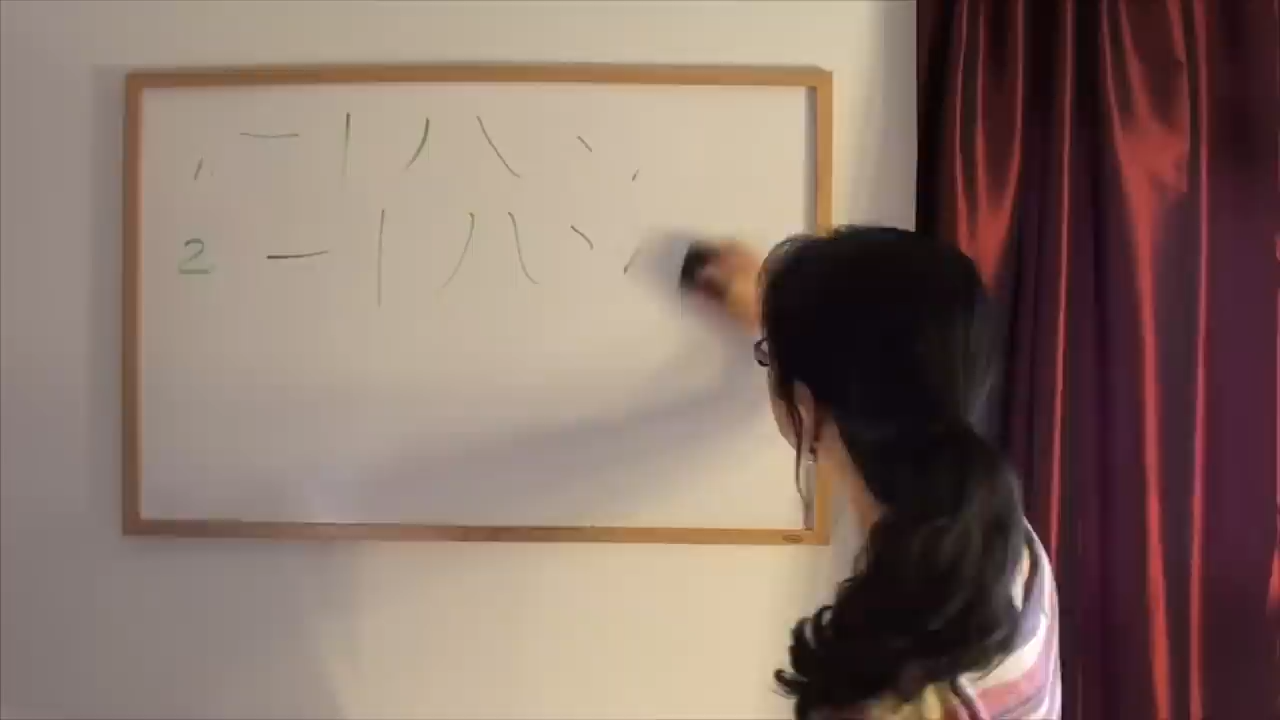 一 丨 丿 ㇏ 丶 ㇀
2 一 丨 丿 ㇏ 丶 ㇀